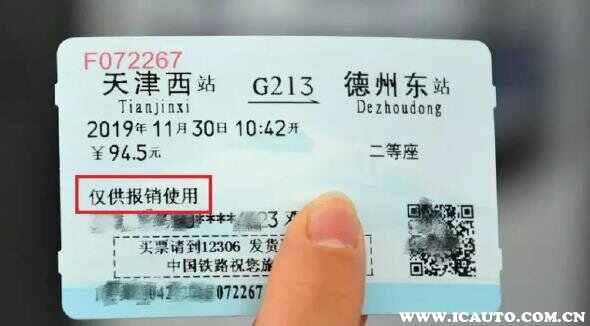 F072267
天津西站 G213 德州东站
Tianjinxi Dezhoudong
2019年11月30日10:42开
￥94.5元 二等座
仅供报销使用
****
买票请到12306 发货
中国铁路祝您旅
072267
www.icauto.com.cn